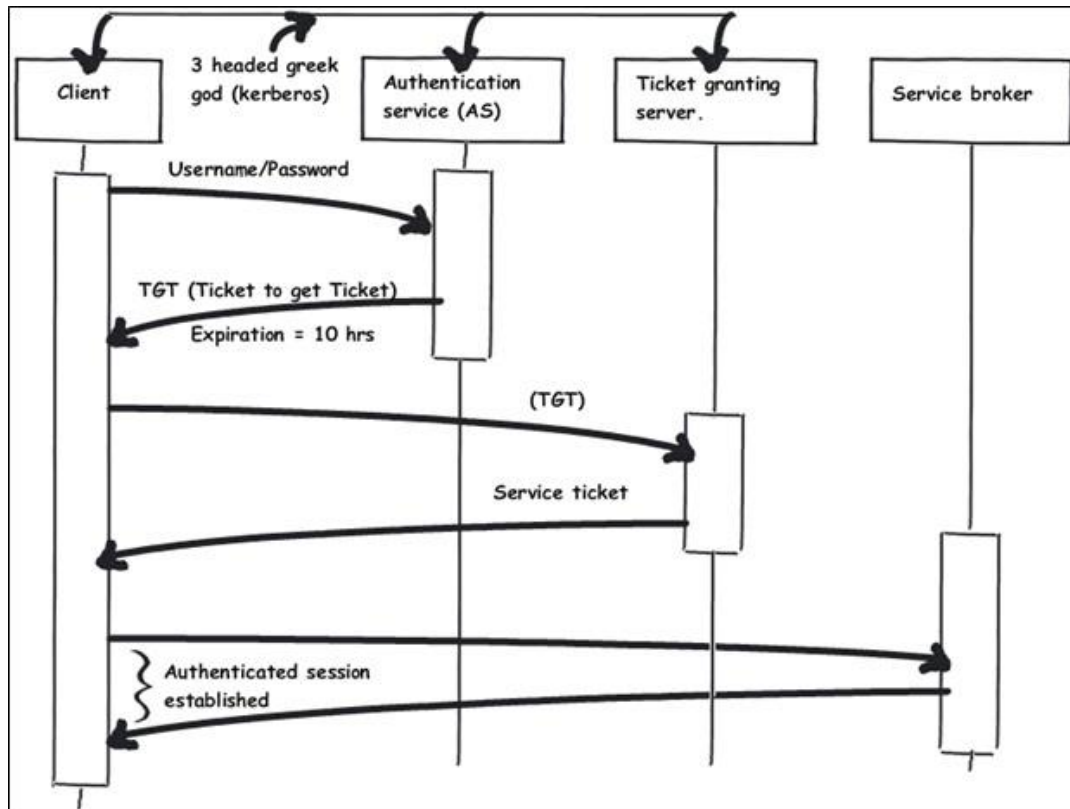 Client
3 headed greek
god (kerberos)
Authentication
service (AS)
Ticket granting
server.
Service broker
Username/Password
TGT (Ticket to get Ticket)
Expiration = 10 hrs
(TGT)
Service ticket
Authenticated session
established